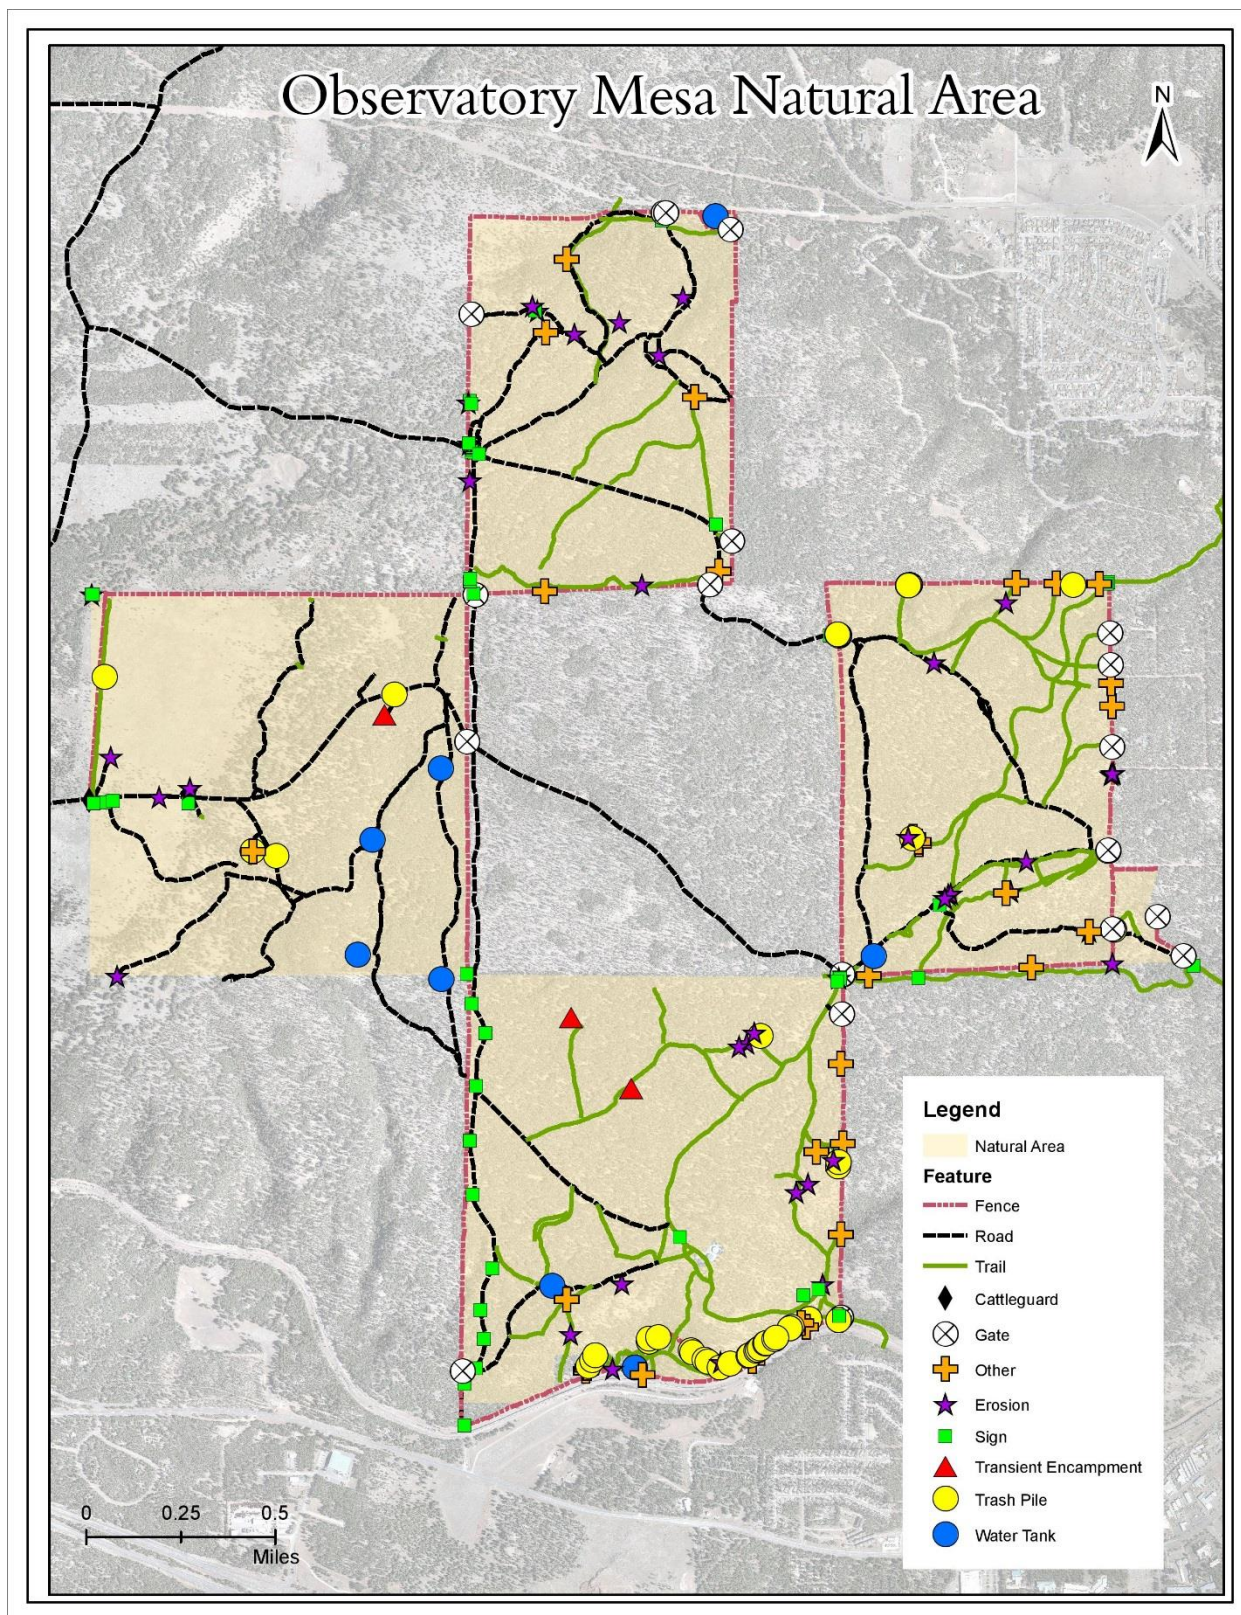 Observatory Mesa Natural Area
N
Legend
Natural Area
Feature
Fence
Road
Trail
Cattleguard
Gate
Other
Erosion
Sign
Transient Encampment
Trash Pile
Water Tank
0 0.25 0.5
Miles